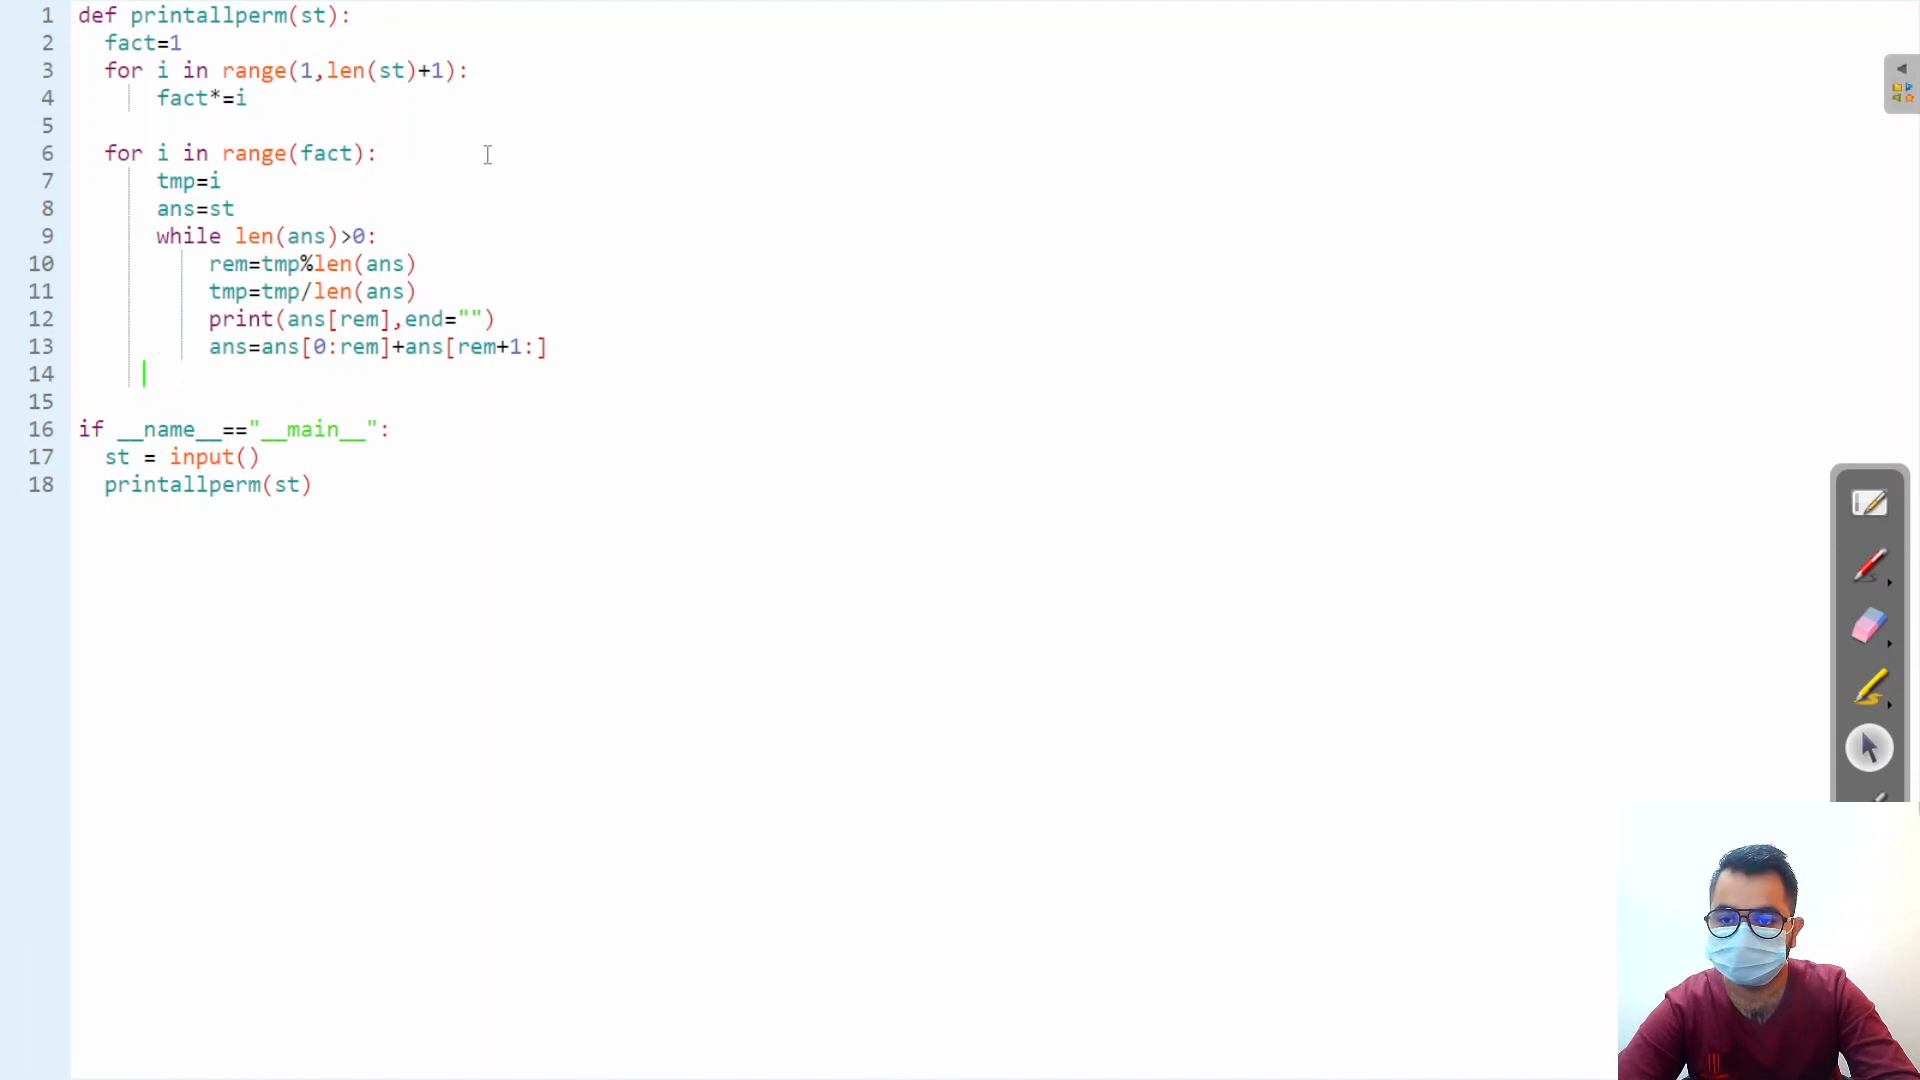 1 def printallperm(st):
2 fact=1
3 for i in range(1,len(st)+1):
4 fact*=i
5
6 for i in range(fact):
7 tmp=i
8 ans=st
9 while len(ans)>0:
10 rem=tmp%len(ans)
11 tmp=tmp/len(ans)
12 print(ans[rem],end="")
13 ans=ans[0:rem]+ans[rem+1:]
14
15
16 if __name__=="__main__":
17 st = input()
18 printallperm(st)